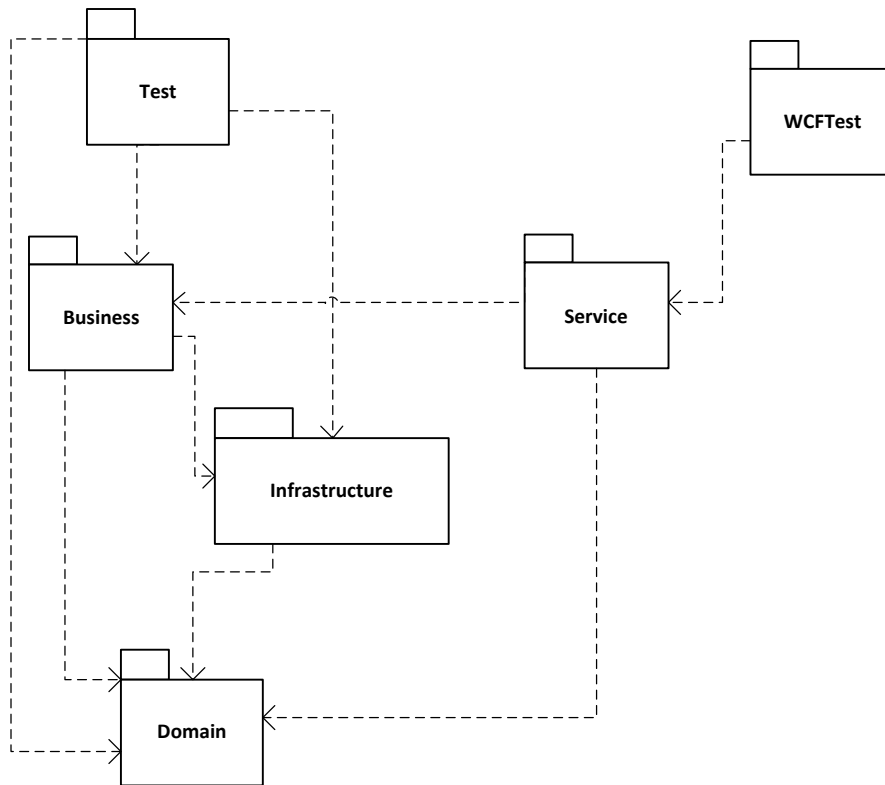 Test
WCFTest
Business
Service
Infrastructure
Domain